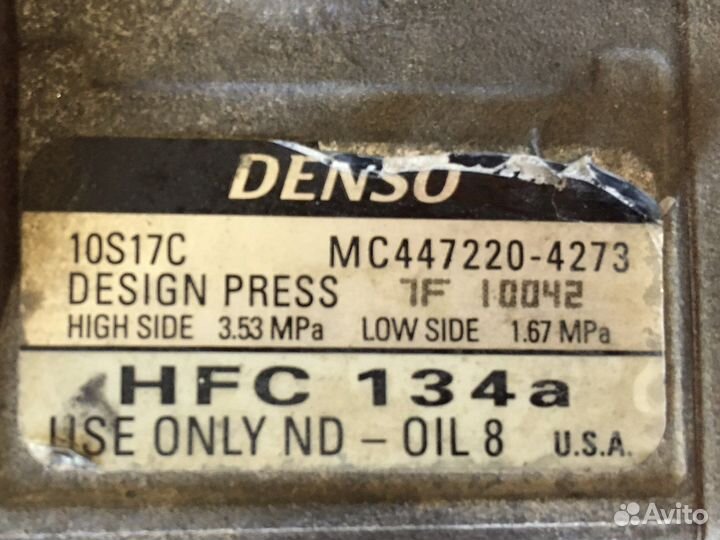 DENSO
10S17C MC447220-4273
DESIGN PRESS 7F 10042
HIGH SIDE 3.53 MPa LOW SIDE 1.67 MPa
HFC 134a
USE ONLY ND - OIL 8 U.S.A.
Avito